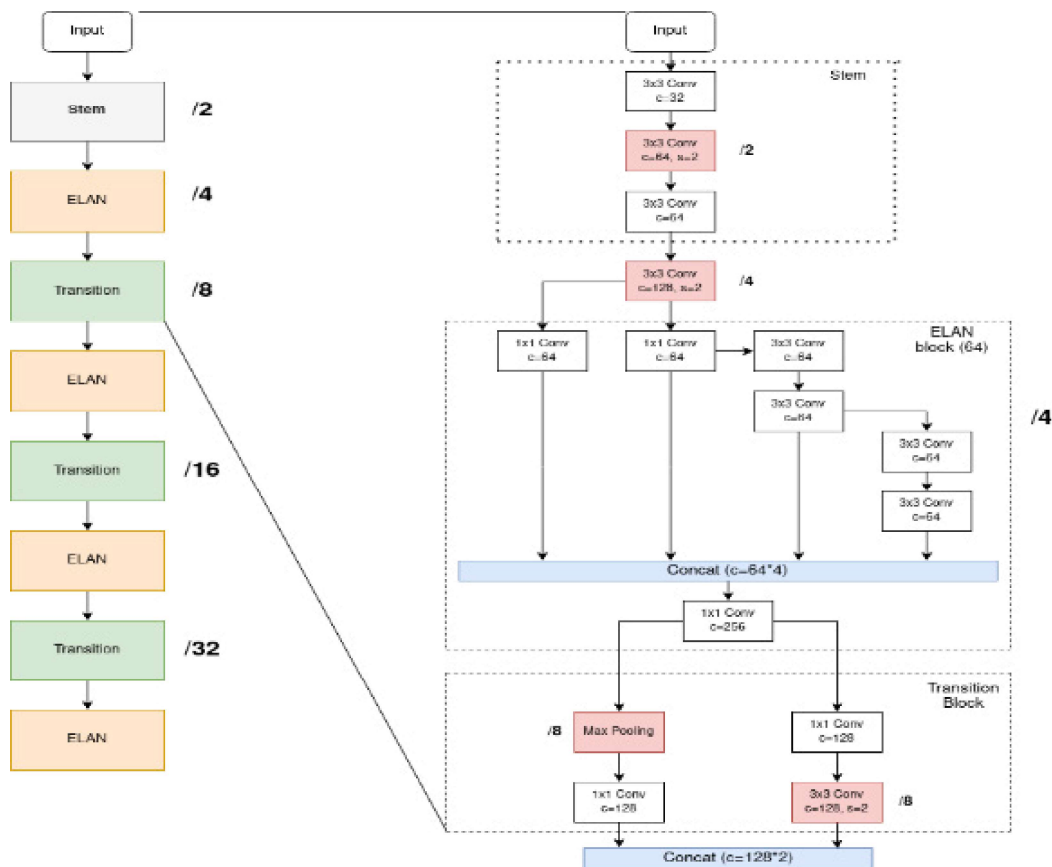 Input
Stem
/2
ELAN
/4
Transition
/8
ELAN
Transition
/16
ELAN
Transition
/32
ELAN
Input
Stem
3x3 Conv
c=32
3x3 Conv
c=64, s=2
/2
3x3 Conv
c=64
3x3 Conv
c=128, s=2
/4
ELAN
block (64)
1x1 Conv
c=64
1x1 Conv
c=64
3x3 Conv
c=64
3x3 Conv
c=64
/4
3x3 Conv
c=64
3x3 Conv
c=64
Concat (c=64*4)
1x1 Conv
c=256
Transition
Block
/8
Max Pooling
1x1 Conv
c=128
1x1 Conv
c=128
3x3 Conv
c=128, s=2
/8
Concat (c=128*2)